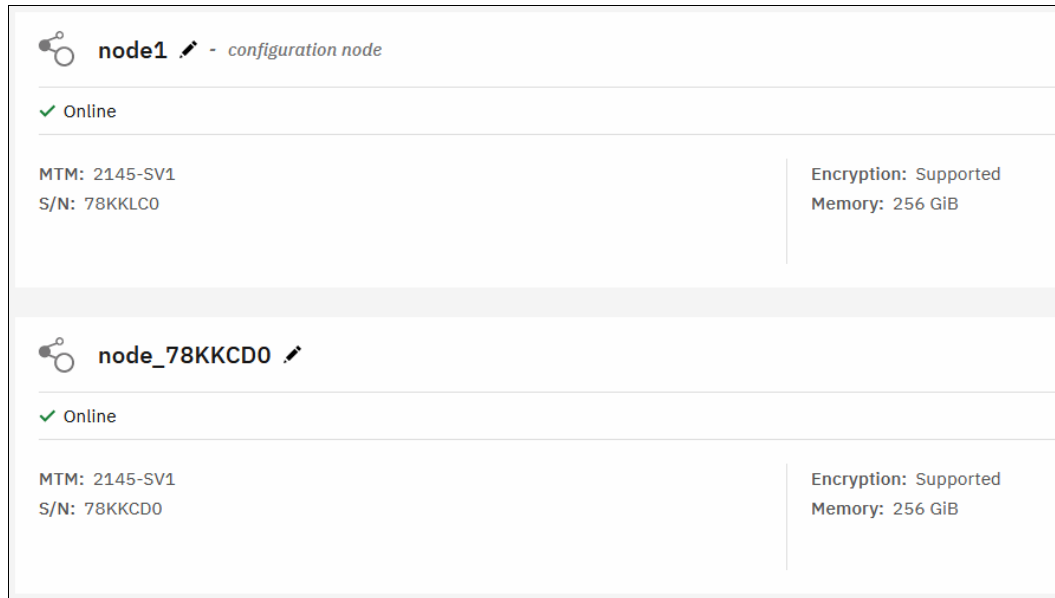 node1 - configuration node
Online
MTM: 2145-SV1
S/N: 78KKLC0
Encryption: Supported
Memory: 256 GiB
node_78KKCD0
Online
MTM: 2145-SV1
S/N: 78KKCD0
Encryption: Supported
Memory: 256 GiB